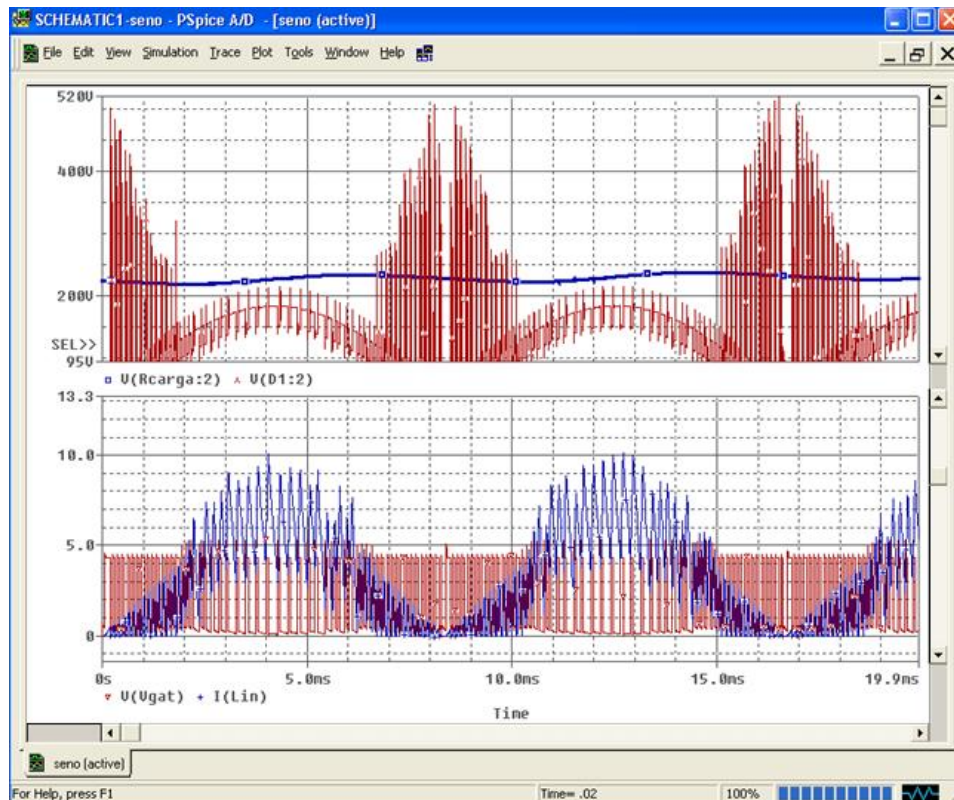 SCHEMATIC1-seno - PSpice A/D - [seno (active)]
File Edit View Simulation Trace Plot Tools Window Help
520V
400V
200V
SEL>>
95V
V(Rcarga:2) V(D1:2)
13.3
10.0
5.0
0
0s 5.0ms 10.0ms 15.0ms 19.9ms
V(Vgat) I(Lin)
Time
seno (active)
For Help, press F1 Time= .02 100%